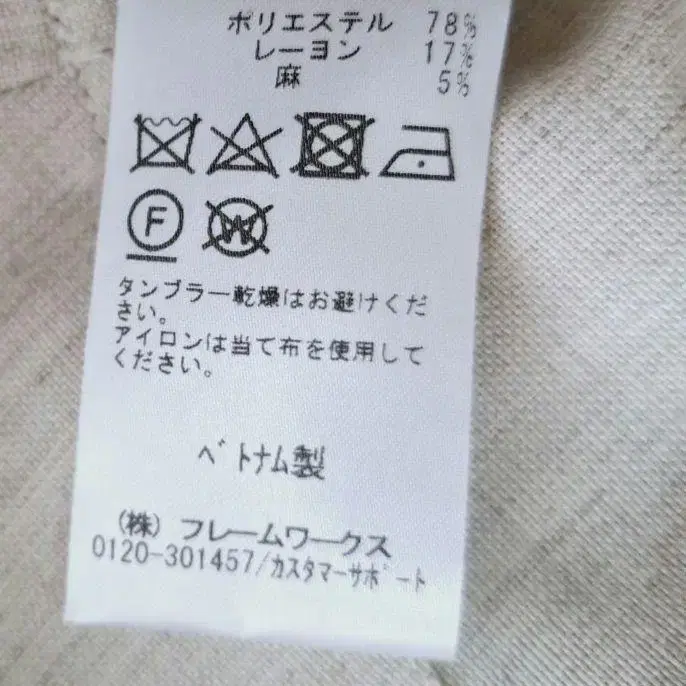 ポリエステル 78%
レーヨン 17%
麻 5%
F
W
タンブラー乾燥はお避けくだ
さい。
アイロンは当て布を使用して
ください。
ベトナム製
(株) フレームワークス
0120-301457/カスタマーサポート